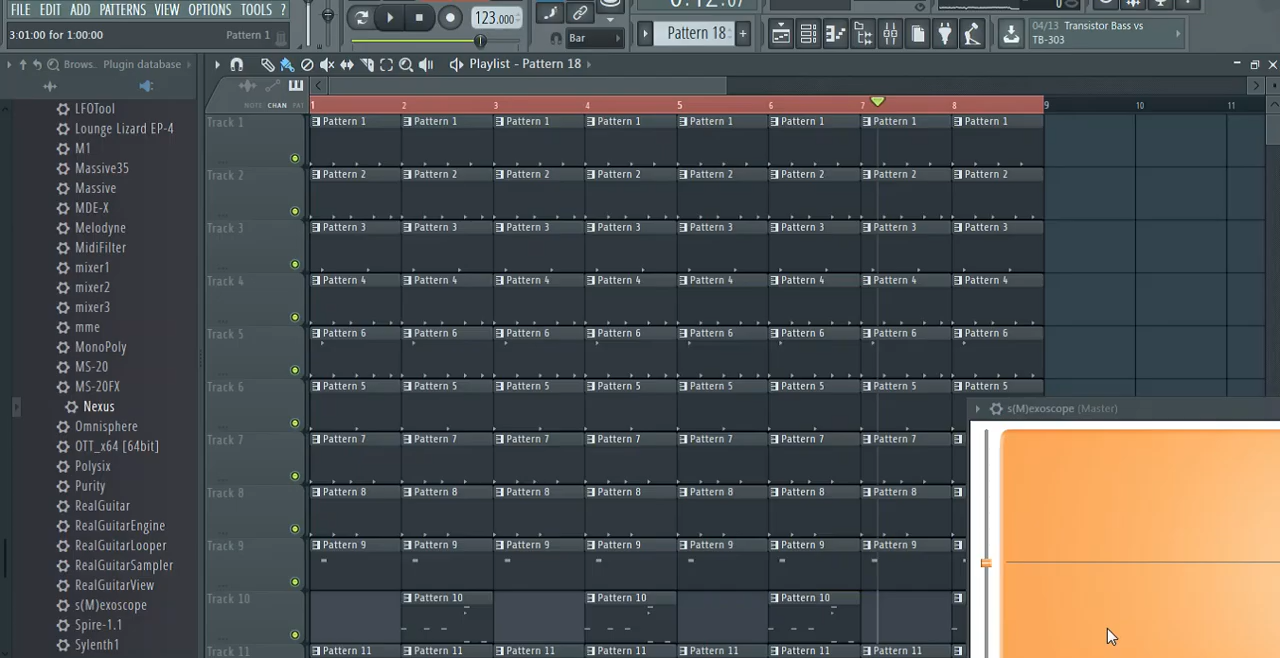 FILE EDIT ADD PATTERNS VIEW OPTIONS TOOLS ?
3:01:00 for 1:00:00
Pattern 1
123.000
Bar
Pattern 18
04/13 Transistor Bass vs
TB-303
Brows.. Plugin database
Playlist - Pattern 18
NOTE CHAN PAT
1 2 3 4 5 6 7 8 9 10 11
LFOTool
Lounge Lizard EP-4
M1
Massive35
Massive
MDE-X
Melodyne
MidiFilter
mixer1
mixer2
mixer3
mme
MonoPoly
MS-20
MS-20FX
Nexus
Omnisphere
OTT_x64 [64bit]
Polysix
Purity
RealGuitar
RealGuitarEngine
RealGuitarLooper
RealGuitarSampler
RealGuitarView
s(M)exoscope
Spire-1.1
Sylenth1
Track 1 Pattern 1 Pattern 1 Pattern 1 Pattern 1 Pattern 1 Pattern 1 Pattern 1 Pattern 1
Track 2 Pattern 2 Pattern 2 Pattern 2 Pattern 2 Pattern 2 Pattern 2 Pattern 2 Pattern 2
Track 3 Pattern 3 Pattern 3 Pattern 3 Pattern 3 Pattern 3 Pattern 3 Pattern 3 Pattern 3
Track 4 Pattern 4 Pattern 4 Pattern 4 Pattern 4 Pattern 4 Pattern 4 Pattern 4 Pattern 4
Track 5 Pattern 6 Pattern 6 Pattern 6 Pattern 6 Pattern 6 Pattern 6 Pattern 6 Pattern 6
Track 6 Pattern 5 Pattern 5 Pattern 5 Pattern 5 Pattern 5 Pattern 5 Pattern 5 Pattern 5
Track 7 Pattern 7 Pattern 7 Pattern 7 Pattern 7 Pattern 7 Pattern 7 Pattern 7
Track 8 Pattern 8 Pattern 8 Pattern 8 Pattern 8 Pattern 8 Pattern 8 Pattern 8
Track 9 Pattern 9 Pattern 9 Pattern 9 Pattern 9 Pattern 9 Pattern 9 Pattern 9
Track 10 Pattern 10 Pattern 10 Pattern 10
Track 11 Pattern 11 Pattern 11 Pattern 11 Pattern 11 Pattern 11 Pattern 11 Pattern 11
s(M)exoscope (Master)